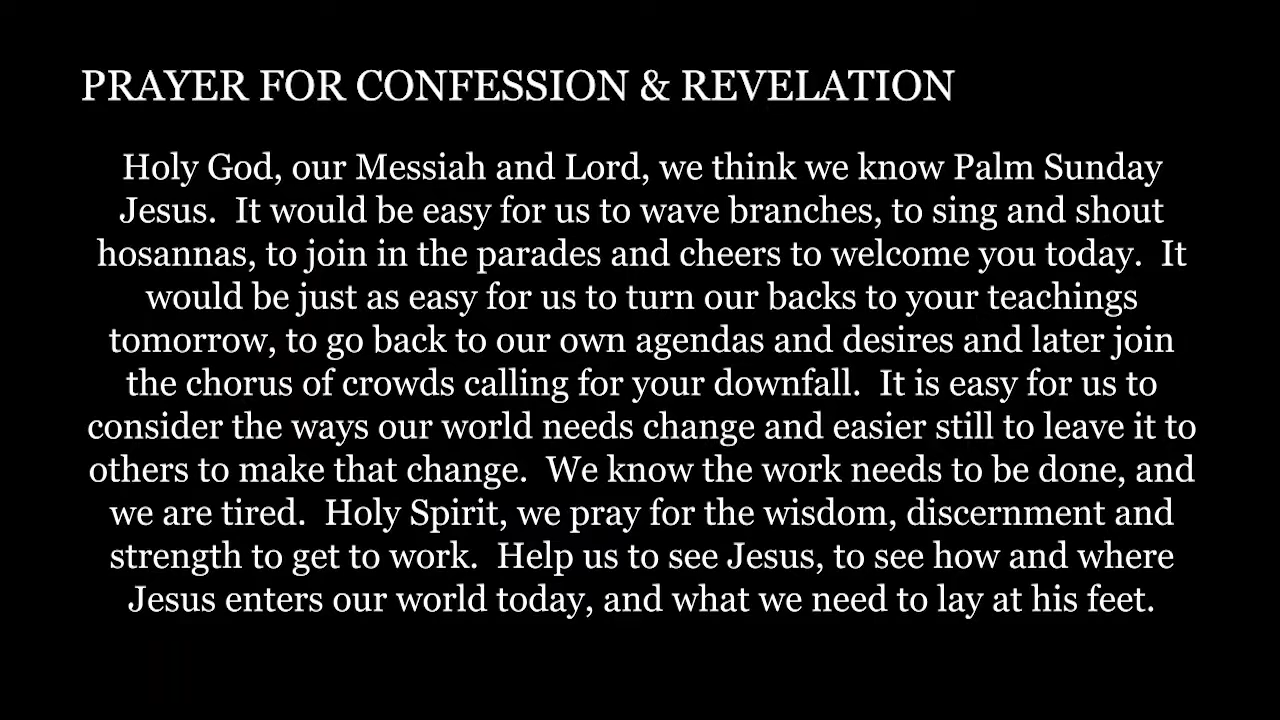 PRAYER FOR CONFESSION & REVELATION
Holy God, our Messiah and Lord, we think we know Palm Sunday
Jesus.  It would be easy for us to wave branches, to sing and shout
hosannas, to join in the parades and cheers to welcome you today.  It
would be just as easy for us to turn our backs to your teachings
tomorrow, to go back to our own agendas and desires and later join
the chorus of crowds calling for your downfall.  It is easy for us to
consider the ways our world needs change and easier still to leave it to
others to make that change.  We know the work needs to be done, and
we are tired.  Holy Spirit, we pray for the wisdom, discernment and
strength to get to work.  Help us to see Jesus, to see how and where
Jesus enters our world today, and what we need to lay at his feet.